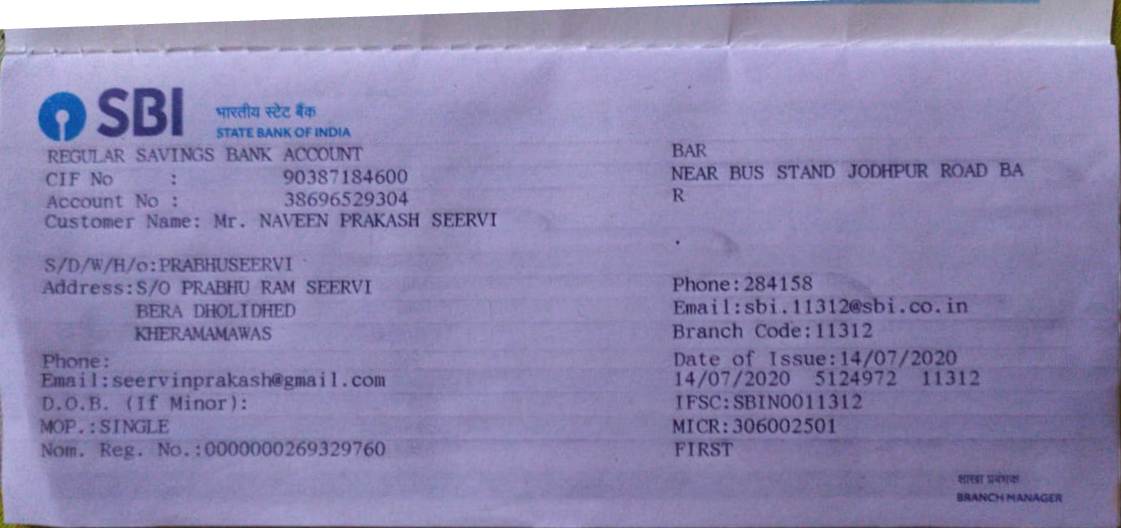 SBI
भारतीय स्टेट बैंक
STATE BANK OF INDIA
REGULAR SAVINGS BANK ACCOUNT
CIF No : 90387184600
Account No : 38696529304
Customer Name: Mr. NAVEEN PRAKASH SEERVI
S/D/W/H/o:PRABHUSEERVI
Address:S/O PRABHU RAM SEERVI
BERA DHOLIDHED
KHERAMAMAWAS
Phone:
Email:seervinprakash@gmail.com
D.O.B. (If Minor):
MOP.:SINGLE
Nom. Reg. No.:0000000269329760
BAR
NEAR BUS STAND JODHPUR ROAD BA
R
Phone:284158
Email:sbi.11312@sbi.co.in
Branch Code:11312
Date of Issue:14/07/2020
14/07/2020 5124972 11312
IFSC:SBIN0011312
MICR:306002501
FIRST
शाखा प्रबंधक
BRANCH MANAGER